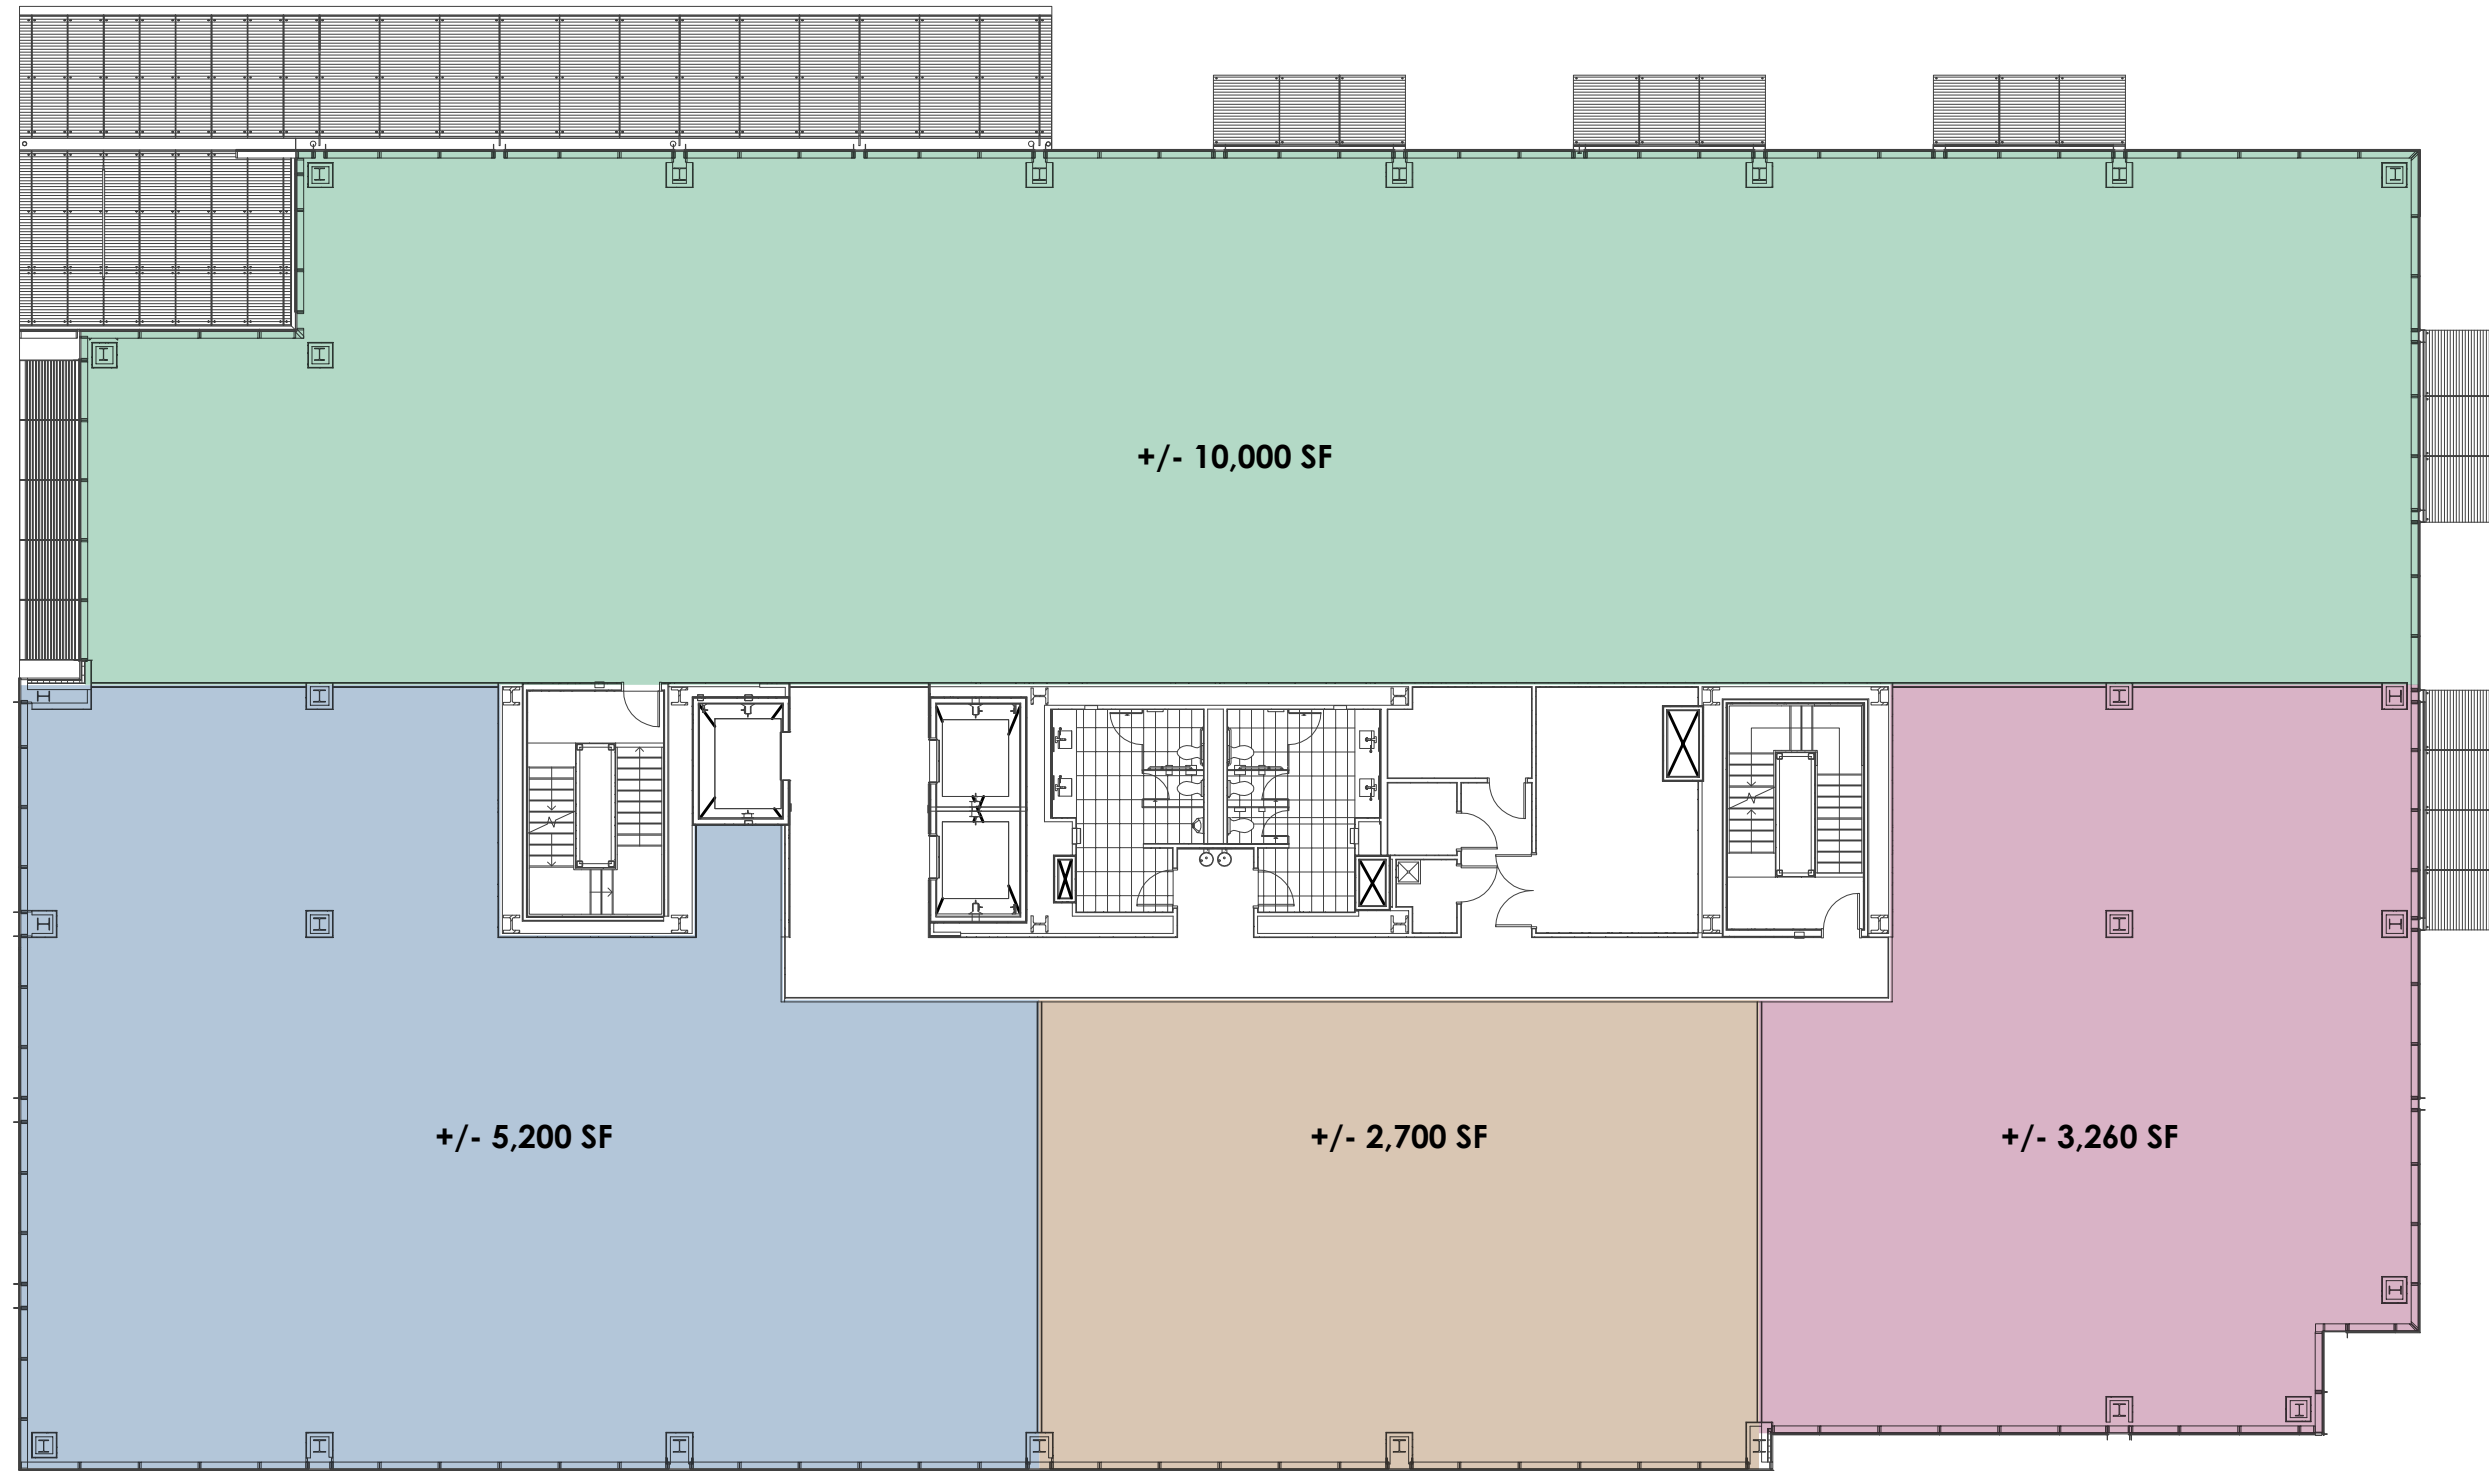 +/- 10,000 SF
+/- 5,200 SF
+/- 2,700 SF
+/- 3,260 SF